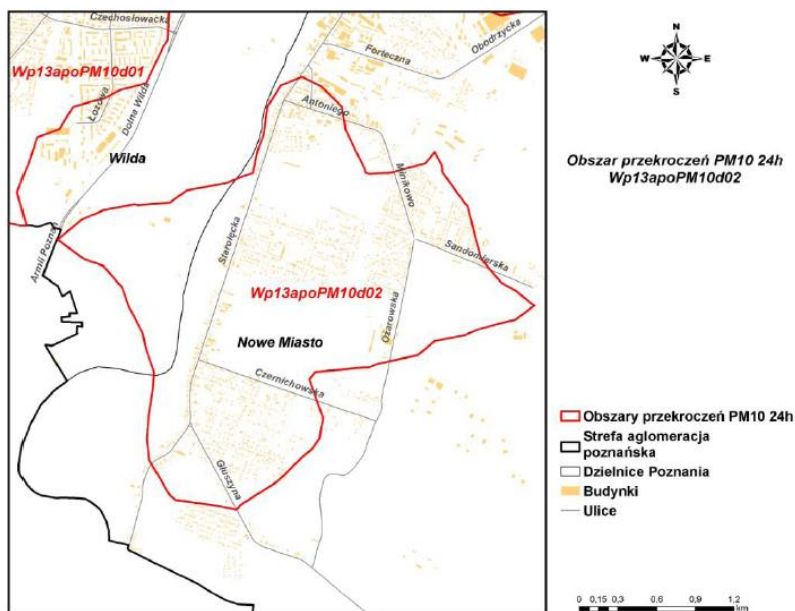 Czechosłowacka
Wp13apoPM10d01
Łozowa
Dolna Wilda
Wilda
Armii Poznań
Forteczna
Obodrzycka
Antoniego
Minikowo
Starołęcka
Sandomierska
Wp13apoPM10d02
Ożarowska
Nowe Miasto
Czernichowska
Głuszyna
N
W E
S
Obszar przekroczeń PM10 24h
Wp13apoPM10d02
Obszary przekroczeń PM10 24h
Strefa aglomeracja
poznańska
Dzielnice Poznania
Budynki
Ulice
0 0,15 0,3 0,6 0,9 1,2
km